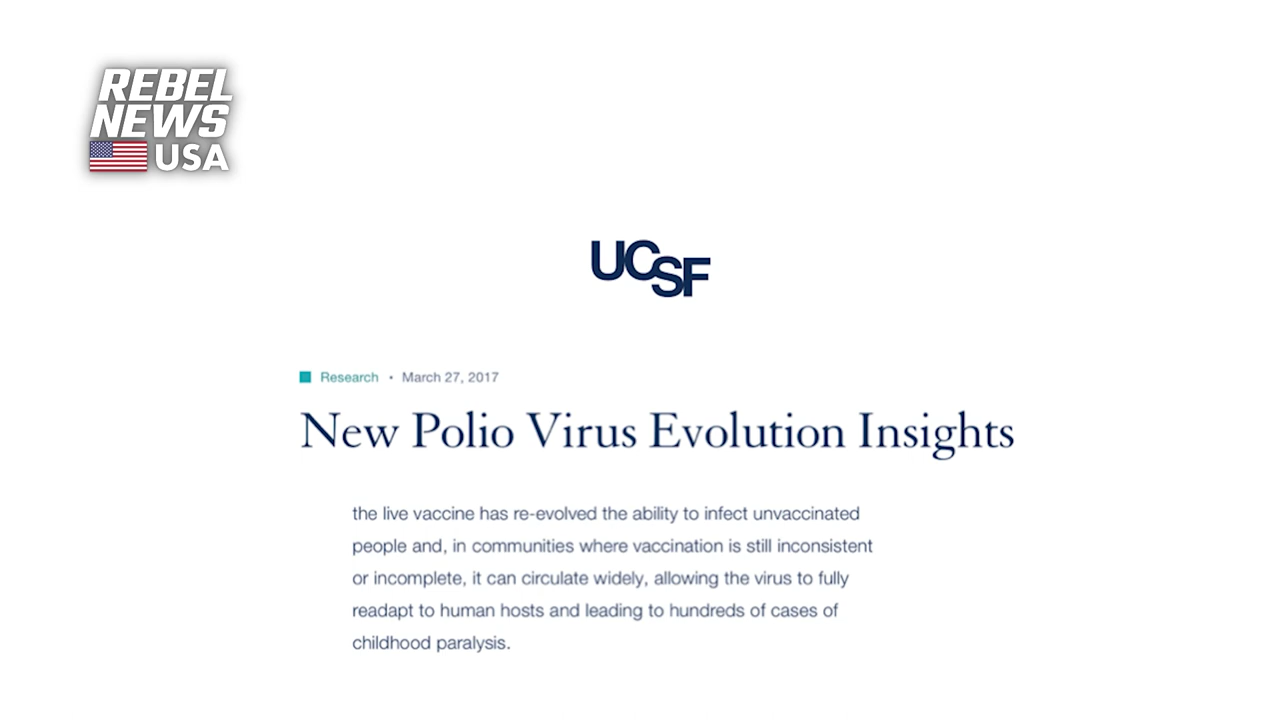 REBEL
NEWS
USA
UCSF
Research • March 27, 2017
New Polio Virus Evolution Insights
the live vaccine has re-evolved the ability to infect unvaccinated
people and, in communities where vaccination is still inconsistent
or incomplete, it can circulate widely, allowing the virus to fully
readapt to human hosts and leading to hundreds of cases of
childhood paralysis.